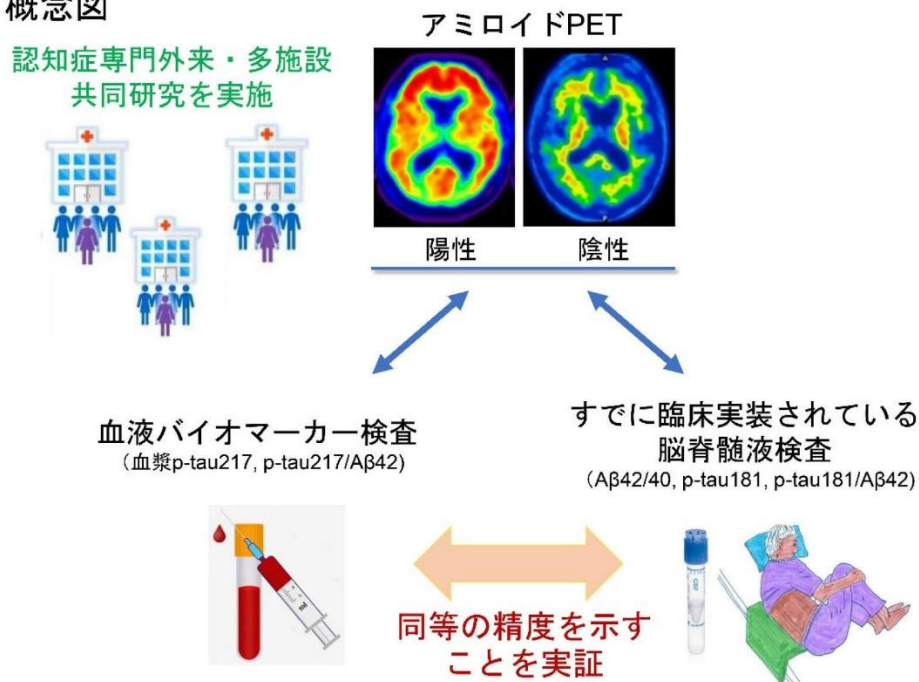 概念図
認知症専門外来・多施設
共同研究を実施
アミロイドPET
陽性
陰性
血液バイオマーカー検査
（血漿p-tau217, p-tau217/Aβ42)
すでに臨床実装されている
脳脊髄液検査
（Aβ42/40, p-tau181, p-tau181/Aβ42)
CSF
同等の精度を示す
ことを実証